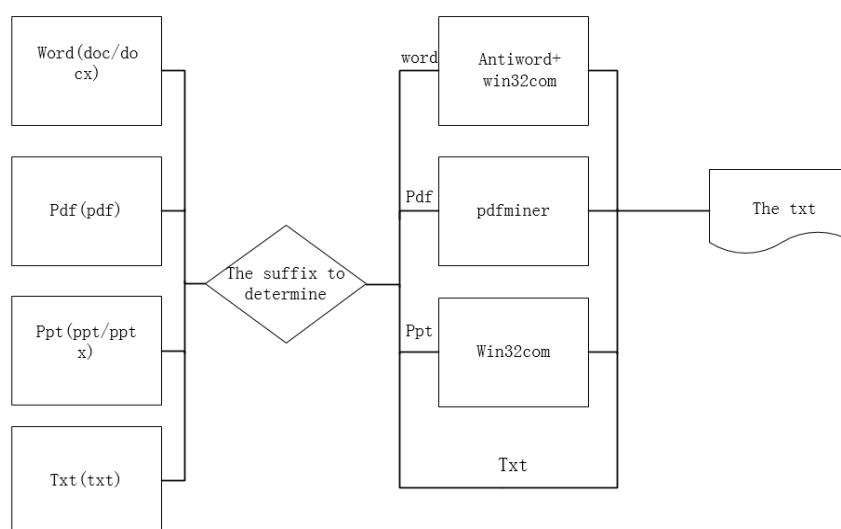 Word(doc/do
cx)
Pdf(pdf)
Ppt(ppt/ppt
x)
Txt(txt)
The suffix to
determine
word
Pdf
Ppt
Txt
Antiword+
win32com
pdfminer
Win32com
The txt